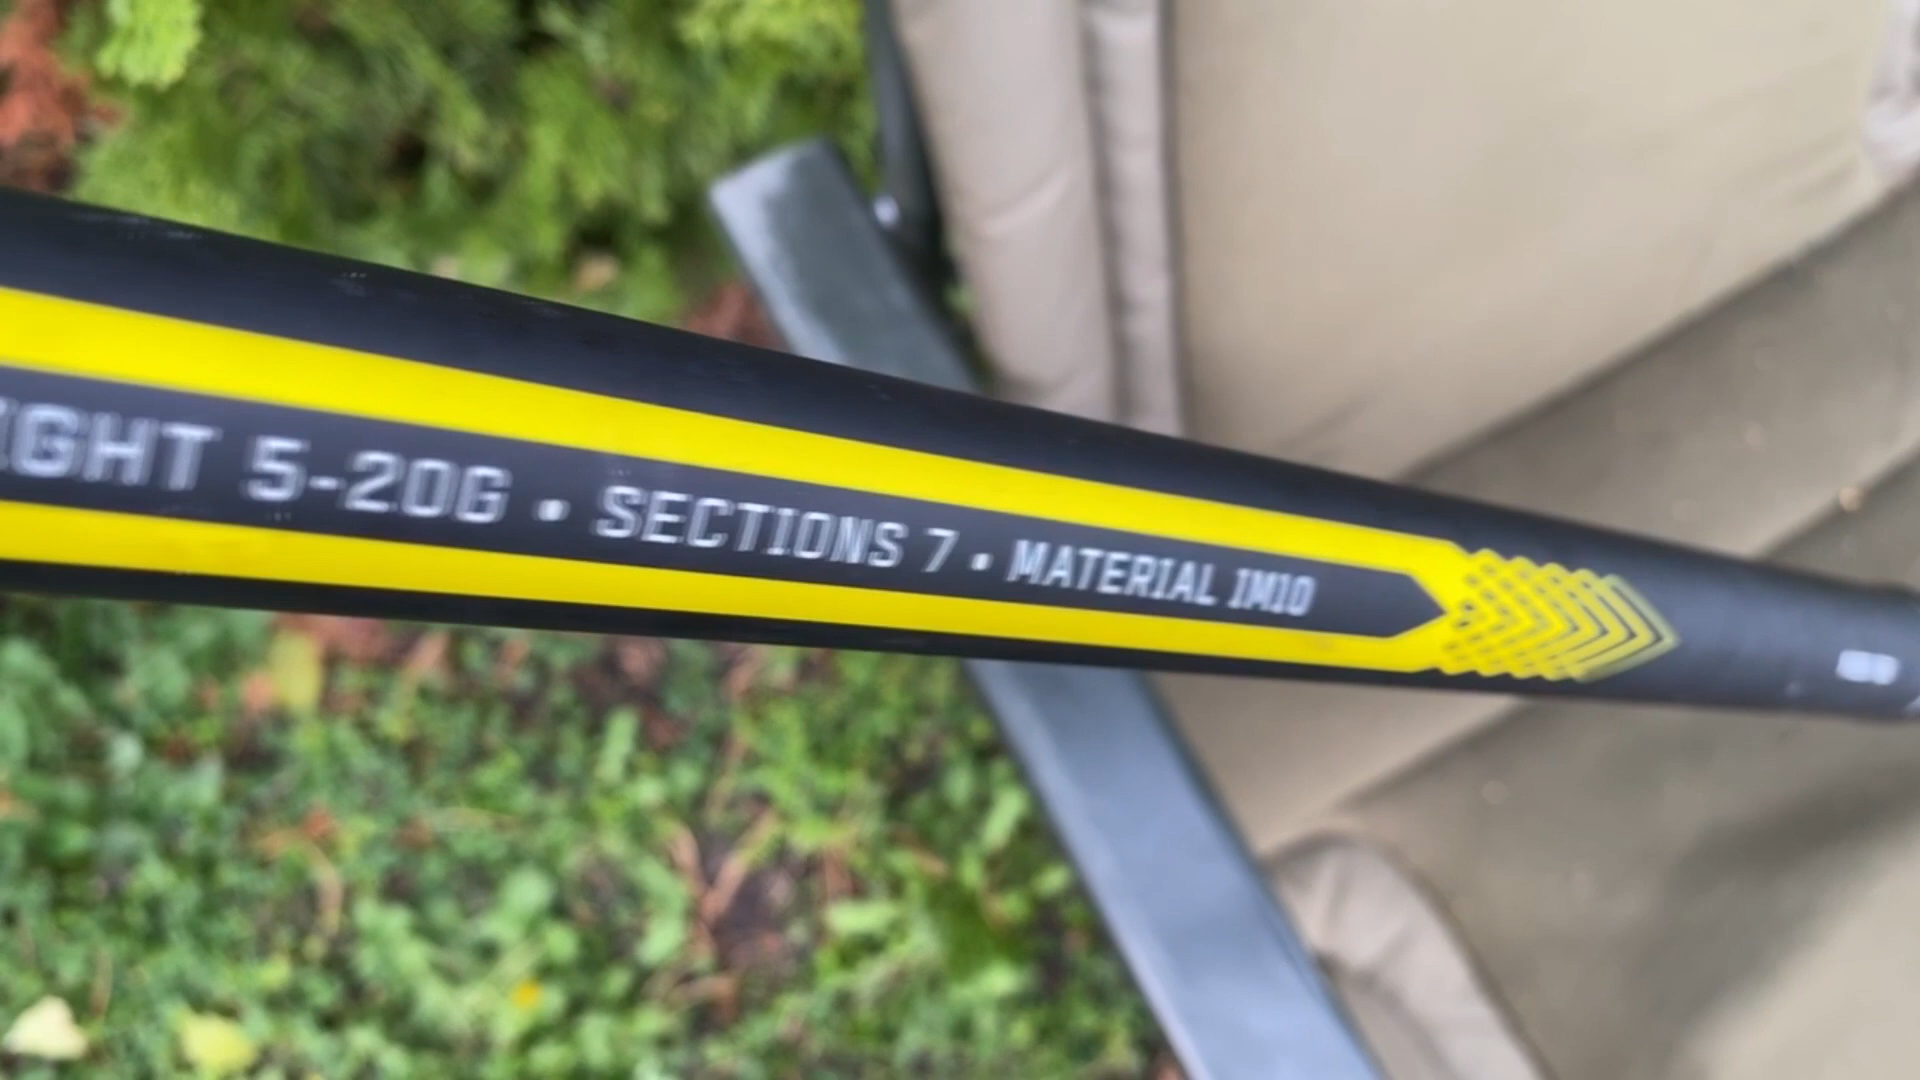 IGHT 5-20G • SECTIONS 7 • MATERIAL IM10